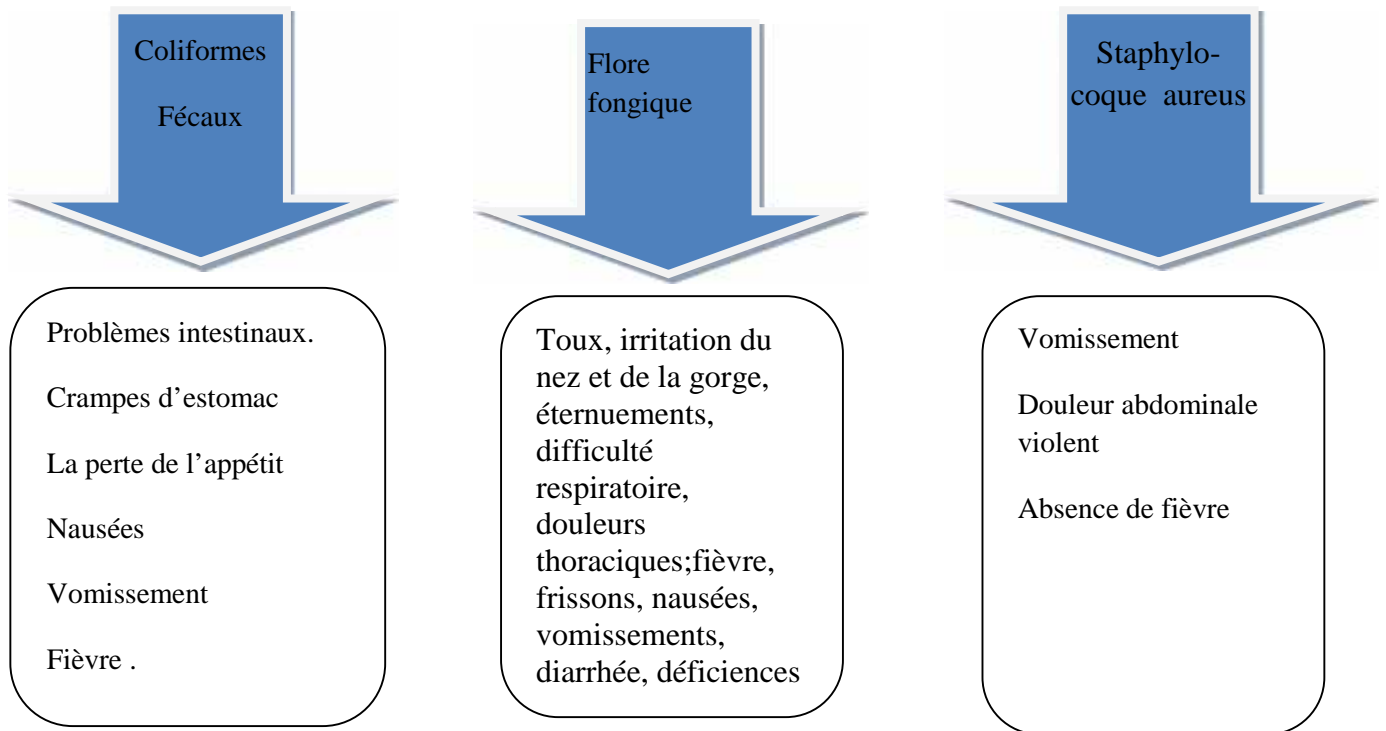 Coliformes
Fécaux
Problèmes intestinaux.
Crampes d’estomac
La perte de l’appétit
Nausées
Vomissement
Fièvre .
Flore
fongique
Toux, irritation du
nez et de la gorge,
éternuements,
difficulté
respiratoire,
douleurs
thoraciques;fièvre,
frissons, nausées,
vomissements,
diarrhée, déficiences
Staphylo-
coque aureus
Vomissement
Douleur abdominale
violent
Absence de fièvre